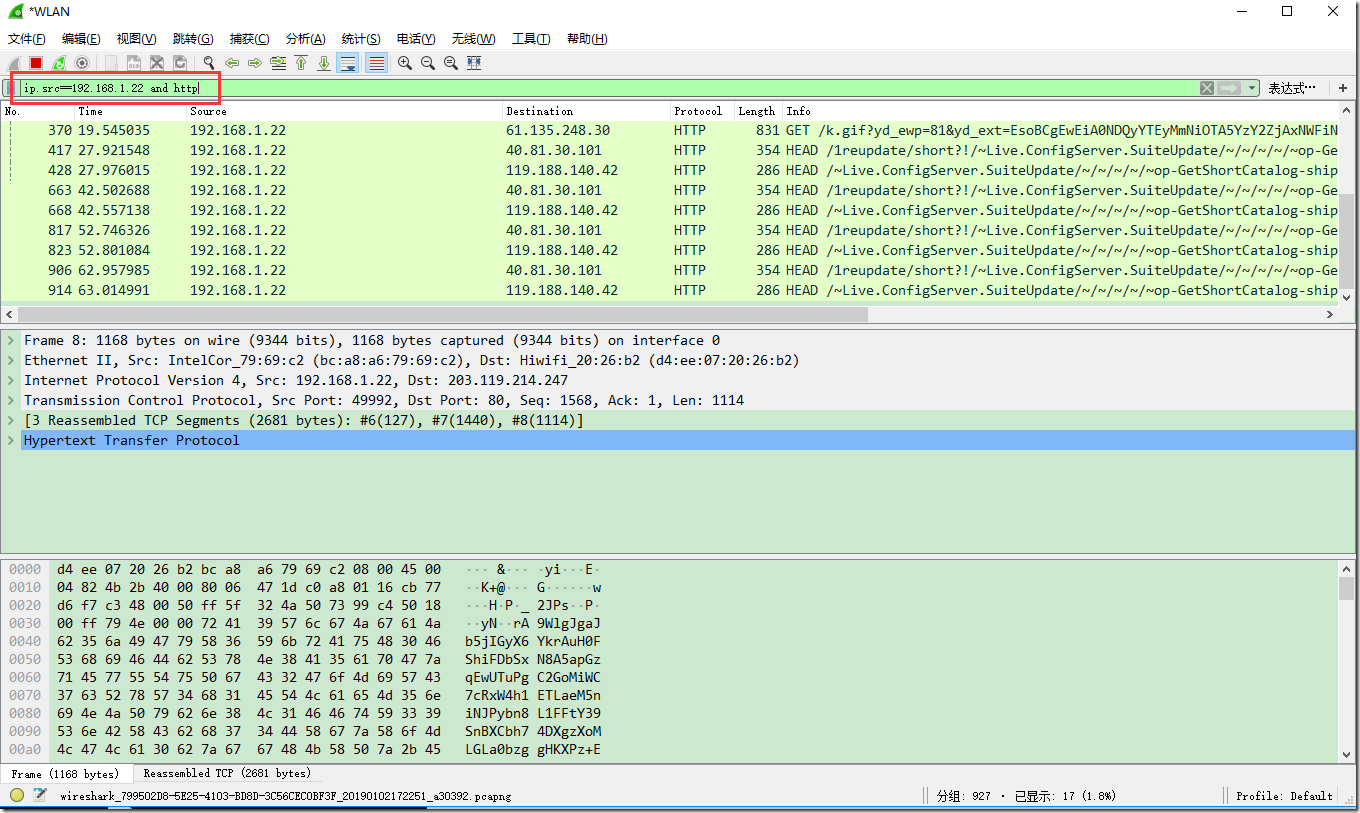 *WLAN
文件(F) 编辑(E) 视图(V) 跳转(G) 捕获(C) 分析(A) 统计(S) 电话(Y) 无线(W) 工具(T) 帮助(H)
ip.src==192.168.1.22 and http 表达式… +
No. Time Source Destination Protocol Length Info
370 19.545035 192.168.1.22 61.135.248.30 HTTP 831 GET /k.gif?yd_ewp=81&yd_ext=EsoBCgEwEiA0NDQyYTEyMmNiOTA5YzY2ZjAxNWFiN
417 27.921548 192.168.1.22 40.81.30.101 HTTP 354 HEAD /1reupdate/short?!/~Live.ConfigServer.SuiteUpdate/~/~/~/~/~op-Ge
428 27.976015 192.168.1.22 119.188.140.42 HTTP 286 HEAD /~Live.ConfigServer.SuiteUpdate/~/~/~/~/~op-GetShortCatalog-ship
663 42.502688 192.168.1.22 40.81.30.101 HTTP 354 HEAD /1reupdate/short?!/~Live.ConfigServer.SuiteUpdate/~/~/~/~/~op-Ge
668 42.557138 192.168.1.22 119.188.140.42 HTTP 286 HEAD /~Live.ConfigServer.SuiteUpdate/~/~/~/~/~op-GetShortCatalog-ship
817 52.746326 192.168.1.22 40.81.30.101 HTTP 354 HEAD /1reupdate/short?!/~Live.ConfigServer.SuiteUpdate/~/~/~/~/~op-Ge
823 52.801084 192.168.1.22 119.188.140.42 HTTP 286 HEAD /~Live.ConfigServer.SuiteUpdate/~/~/~/~/~op-GetShortCatalog-ship
906 62.957985 192.168.1.22 40.81.30.101 HTTP 354 HEAD /1reupdate/short?!/~Live.ConfigServer.SuiteUpdate/~/~/~/~/~op-Ge
914 63.014991 192.168.1.22 119.188.140.42 HTTP 286 HEAD /~Live.ConfigServer.SuiteUpdate/~/~/~/~/~op-GetShortCatalog-ship
Frame 8: 1168 bytes on wire (9344 bits), 1168 bytes captured (9344 bits) on interface 0
Ethernet II, Src: IntelCor_79:69:c2 (bc:a8:a6:79:69:c2), Dst: Hiwifi_20:26:b2 (d4:ee:07:20:26:b2)
Internet Protocol Version 4, Src: 192.168.1.22, Dst: 203.119.214.247
Transmission Control Protocol, Src Port: 49992, Dst Port: 80, Seq: 1568, Ack: 1, Len: 1114
[3 Reassembled TCP Segments (2681 bytes): #6(127), #7(1440), #8(1114)]
Hypertext Transfer Protocol
0000 d4 ee 07 20 26 b2 bc a8 a6 79 69 c2 08 00 45 00 ··· &··· ·yi···E·
0010 04 82 4b 2b 40 00 80 06 47 1d c0 a8 01 16 cb 77 ··K+@··· G······w
0020 d6 f7 c3 48 00 50 ff 5f 32 4a 50 73 99 c4 50 18 ···H·P·_ 2JPs··P·
0030 00 ff 79 4e 00 00 72 41 39 57 6c 67 4a 67 61 4a ··yN··rA 9WlgJgaJ
0040 62 35 6a 49 47 79 58 36 59 6b 72 41 75 48 30 46 b5jIGyX6 YkrAuH0F
0050 53 68 69 46 44 62 53 78 4e 38 41 35 61 70 47 7a ShiFDbSx N8A5apGz
0060 71 45 77 55 54 75 50 67 43 32 47 6f 4d 69 57 43 qEwUTuPg C2GoMiWC
0070 37 63 52 78 57 34 68 31 45 54 4c 61 65 4d 35 6e 7cRxW4h1 ETLaeM5n
0080 69 4e 4a 50 79 62 6e 38 4c 31 46 46 74 59 33 39 iNJPybn8 L1FFtY39
0090 53 6e 42 58 43 62 68 37 34 44 58 67 7a 58 6f 4d SnBXCbh7 4DXgzXoM
00a0 4c 47 4c 61 30 62 7a 67 67 48 4b 58 50 7a 2b 45 LGLa0bzg gHKXPz+E
Frame (1168 bytes) Reassembled TCP (2681 bytes)
wireshark_799502D8-5E25-4103-BD8D-3C56CEC0BF3F_20190102172251_a30392.pcapng 分组: 927 · 已显示: 17 (1.8%) Profile: Default